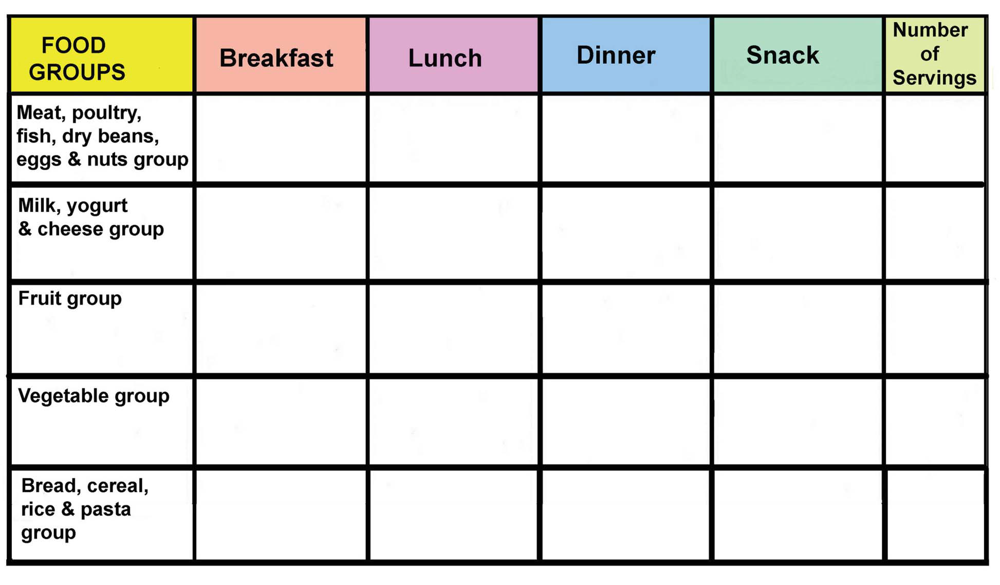 FOOD
GROUPS
Breakfast
Lunch
Dinner
Snack
Number
of
Servings
Meat, poultry,
fish, dry beans,
eggs & nuts group
Milk, yogurt
& cheese group
Fruit group
Vegetable group
Bread, cereal,
rice & pasta
group